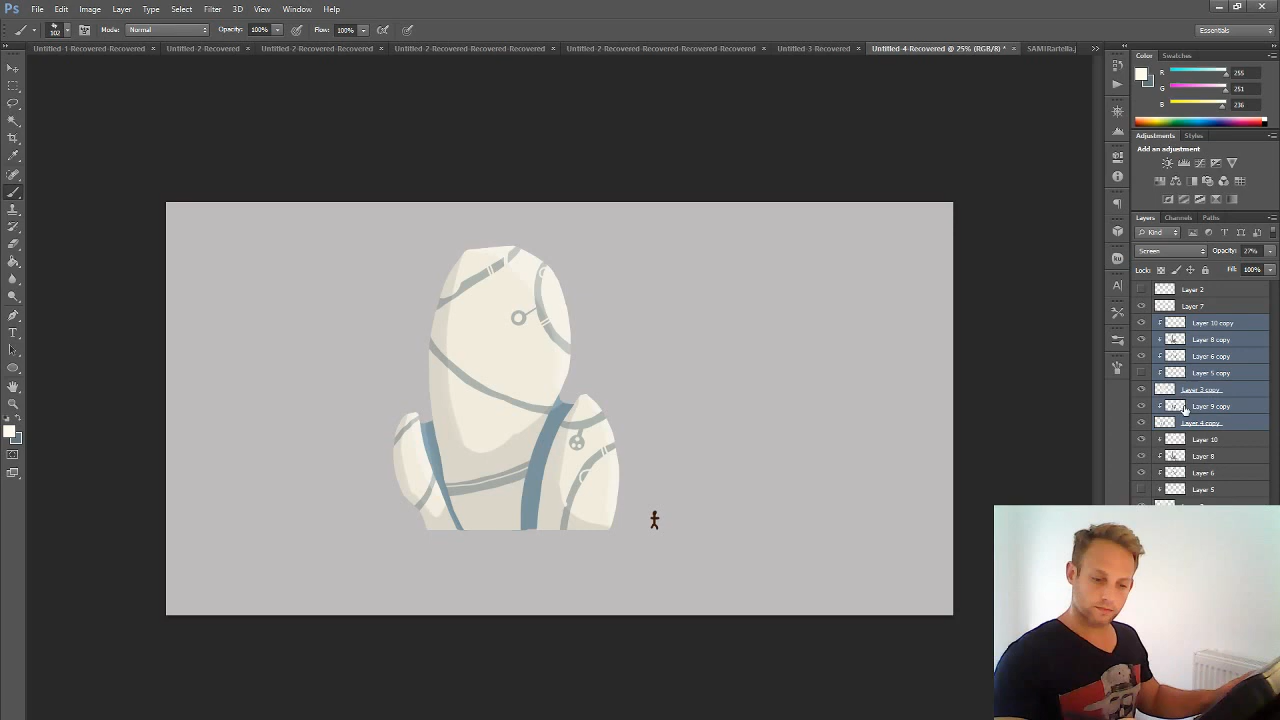 Ps File Edit Image Layer Type Select Filter 3D View Window Help
102 Mode: Normal Opacity: 100% Flow: 100% Essentials
Untitled-1-Recovered-Recovered × Untitled-2-Recovered × Untitled-2-Recovered-Recovered × Untitled-2-Recovered-Recovered-Recovered × Untitled-2-Recovered-Recovered-Recovered-Recovered × Untitled-3-Recovered × Untitled-4-Recovered @ 25% (RGB/8) * ×
Color Swatches
R 255
G 251
B 236
Adjustments Styles
Add an adjustment
Layers Channels Paths
Kind
Screen Opacity: 27%
Lock: Fill: 100%
Layer 2
Layer 7
Layer 10 copy
Layer 8 copy
Layer 6 copy
Layer 5 copy
Layer 3 copy
Layer 9 copy
Layer 4 copy
Layer 10
Layer 8
Layer 6
Layer 5